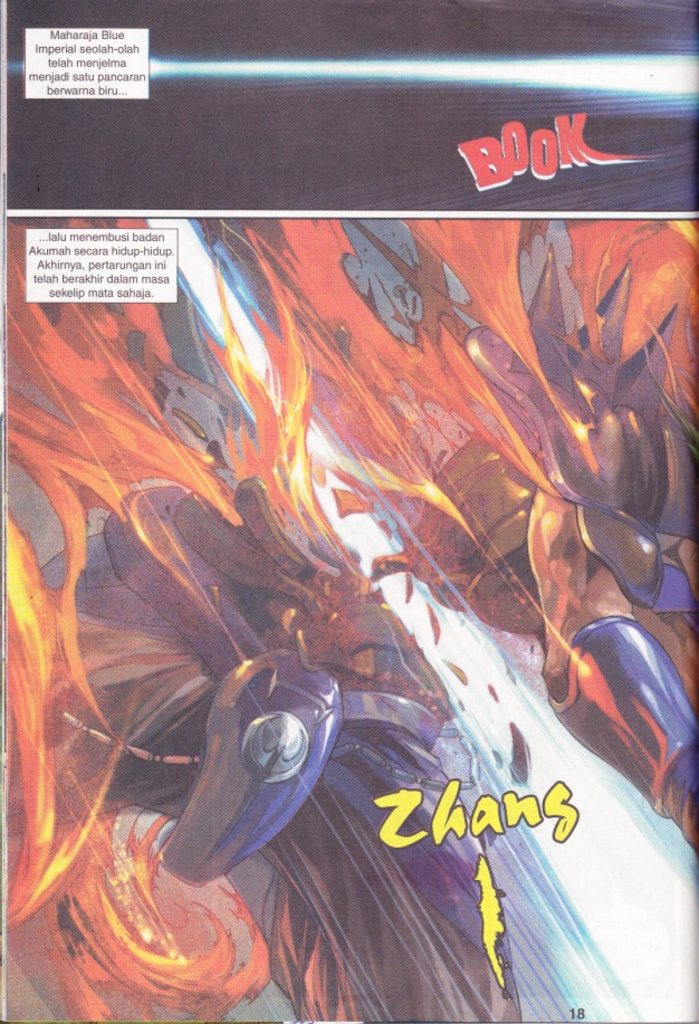 Maharaja Blue
Imperial seolah-olah
telah menjelma
menjadi satu pancaran
berwarna biru...
BOOM
...lalu menembusi badan
Akumah secara hidup-hidup.
Akhirnya, pertarungan ini
telah berakhir dalam masa
sekelip mata sahaja.
Zhang
!
18